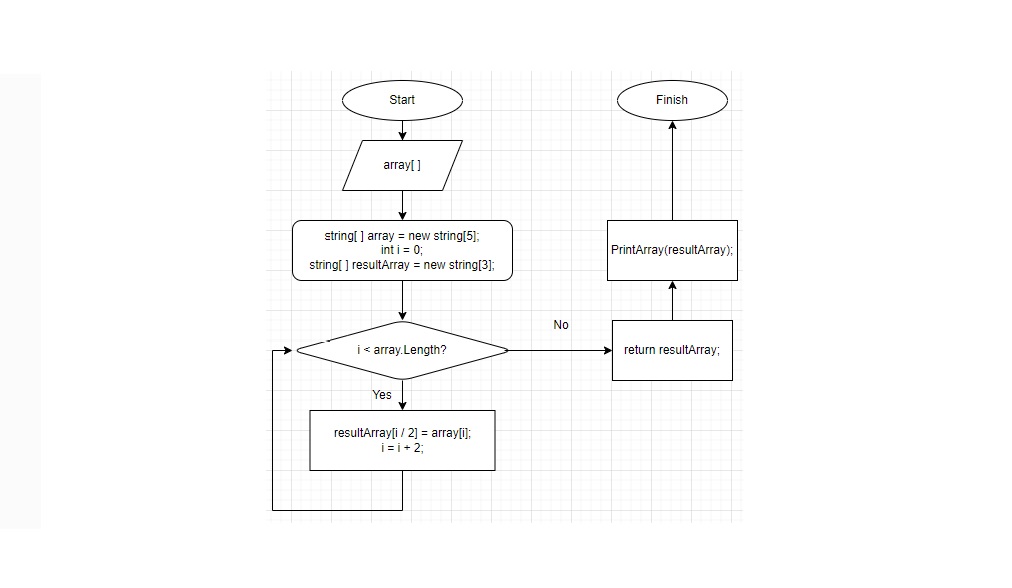 Start
array[ ]
string[ ] array = new string[5];
int i = 0;
string[ ] resultArray = new string[3];
i < array.Length?
Yes
resultArray[i / 2] = array[i];
i = i + 2;
No
return resultArray;
PrintArray(resultArray);
Finish